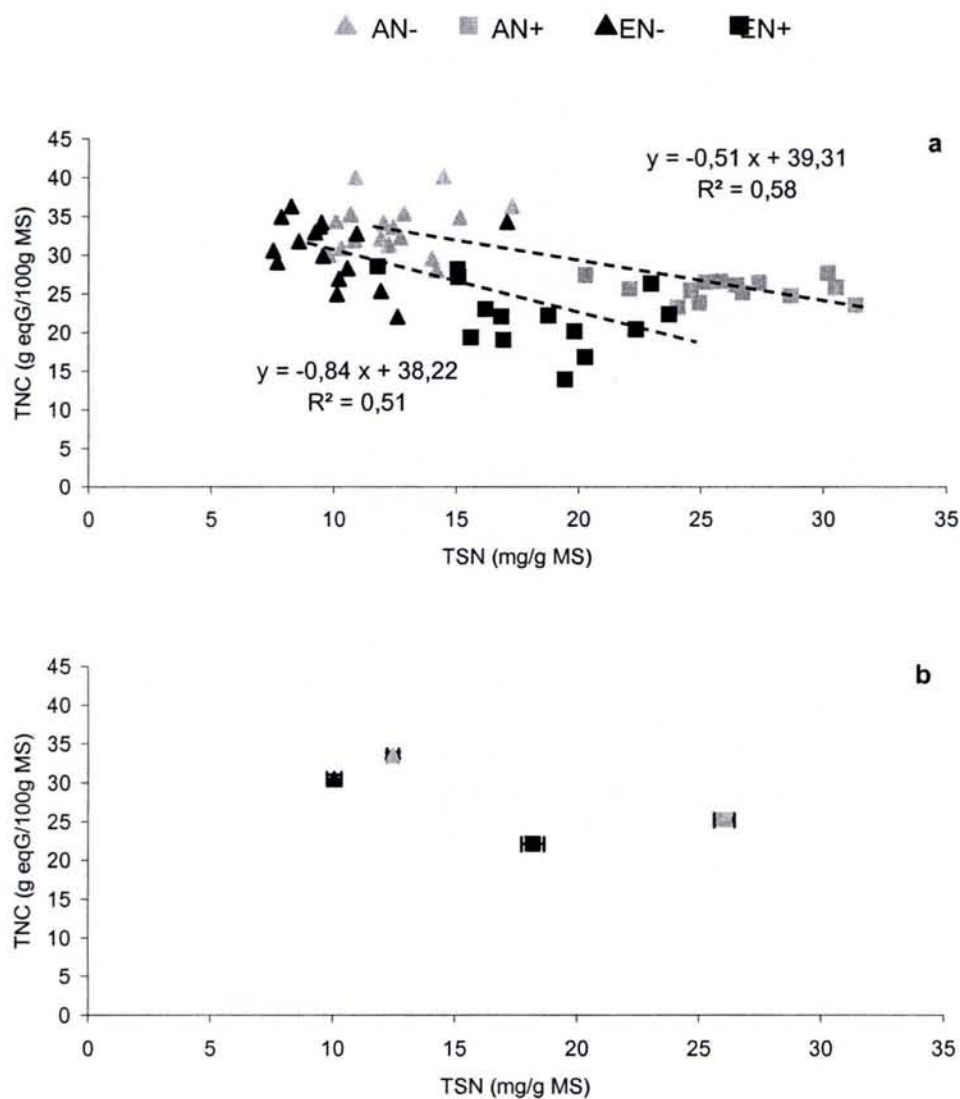 AN- AN+ EN- EN+
a
45
40
35
30
25
20
15
10
5
0
TNC (g eqG/100g MS)
y = -0,51 x + 39,31
R² = 0,58
y = -0,84 x + 38,22
R² = 0,51
0 5 10 15 20 25 30 35
TSN (mg/g MS)
b
45
40
35
30
25
20
15
10
5
0
TNC (g eqG/100g MS)
0 5 10 15 20 25 30 35
TSN (mg/g MS)